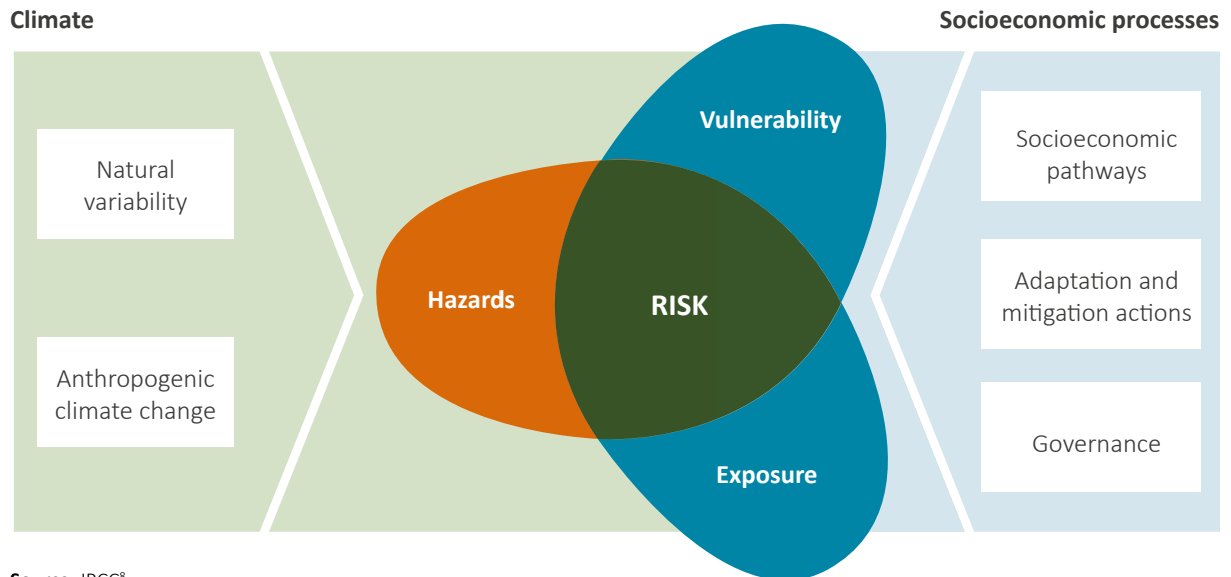 Climate
Socioeconomic processes
Natural
variability
Anthropogenic
climate change
Hazards
RISK
Vulnerability
Exposure
Socioeconomic
pathways
Adaptation and
mitigation actions
Governance